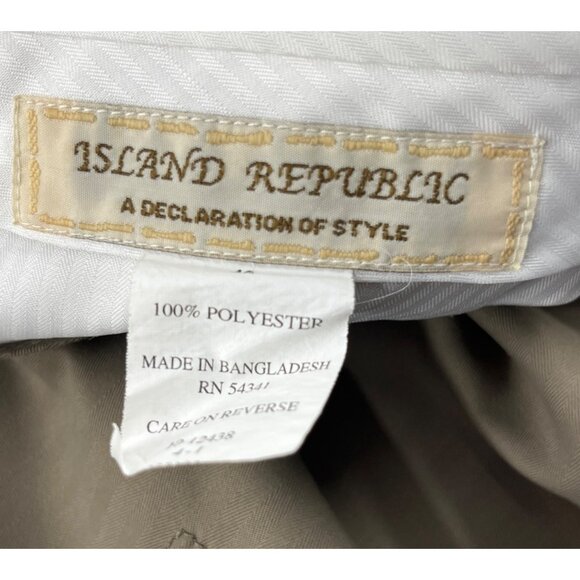 ISLAND REPUBLIC
A DECLARATION OF STYLE
100% POLYESTER
MADE IN BANGLADESH
RN 54341
CARE ON REVERSE